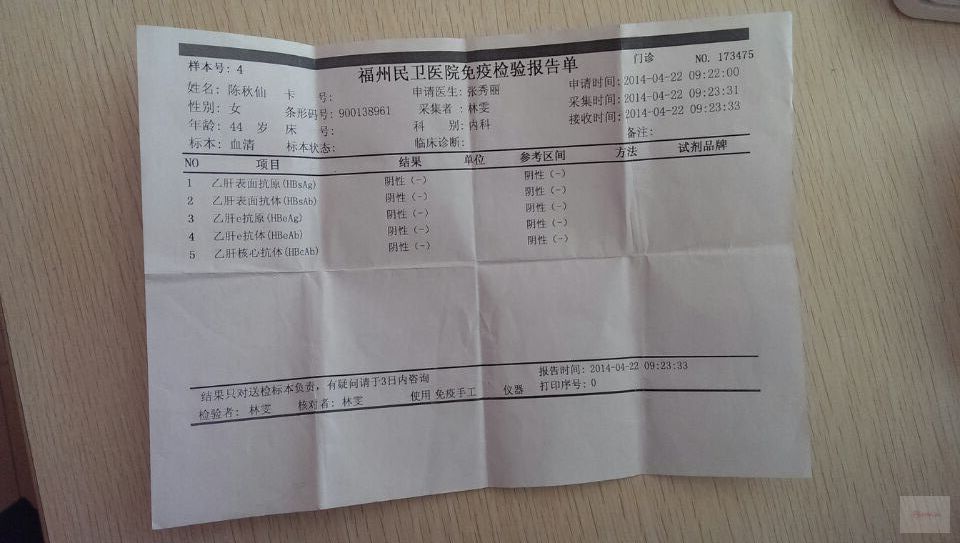 样本号: 4 门诊 NO. 173475
福州民卫医院免疫检验报告单
姓名: 陈秋仙 卡 号: 申请医生: 张秀丽 申请时间: 2014-04-22 09:22:00
性别: 女 条形码号: 900138961 采集者: 林雯 采集时间: 2014-04-22 09:23:31
年龄: 44 岁 床 号: 科 别: 内科 接收时间: 2014-04-22 09:23:33
标本: 血清 标本状态: 临床诊断: 备注:
NO 项目 结果 单位 参考区间 方法 试剂品牌
1 乙肝表面抗原(HBsAg) 阴性 (-) 阴性 (-)
2 乙肝表面抗体(HBsAb) 阴性 (-) 阴性 (-)
3 乙肝e抗原(HBeAg) 阴性 (-) 阴性 (-)
4 乙肝e抗体(HBeAb) 阴性 (-) 阴性 (-)
5 乙肝核心抗体(HBcAb) 阴性 (-) 阴性 (-)
结果只对送检标本负责, 有疑问请于3日内咨询 报告时间: 2014-04-22 09:23:33
检验者: 林雯 核对者: 林雯 使用 免疫手工 仪器 打印序号: 0